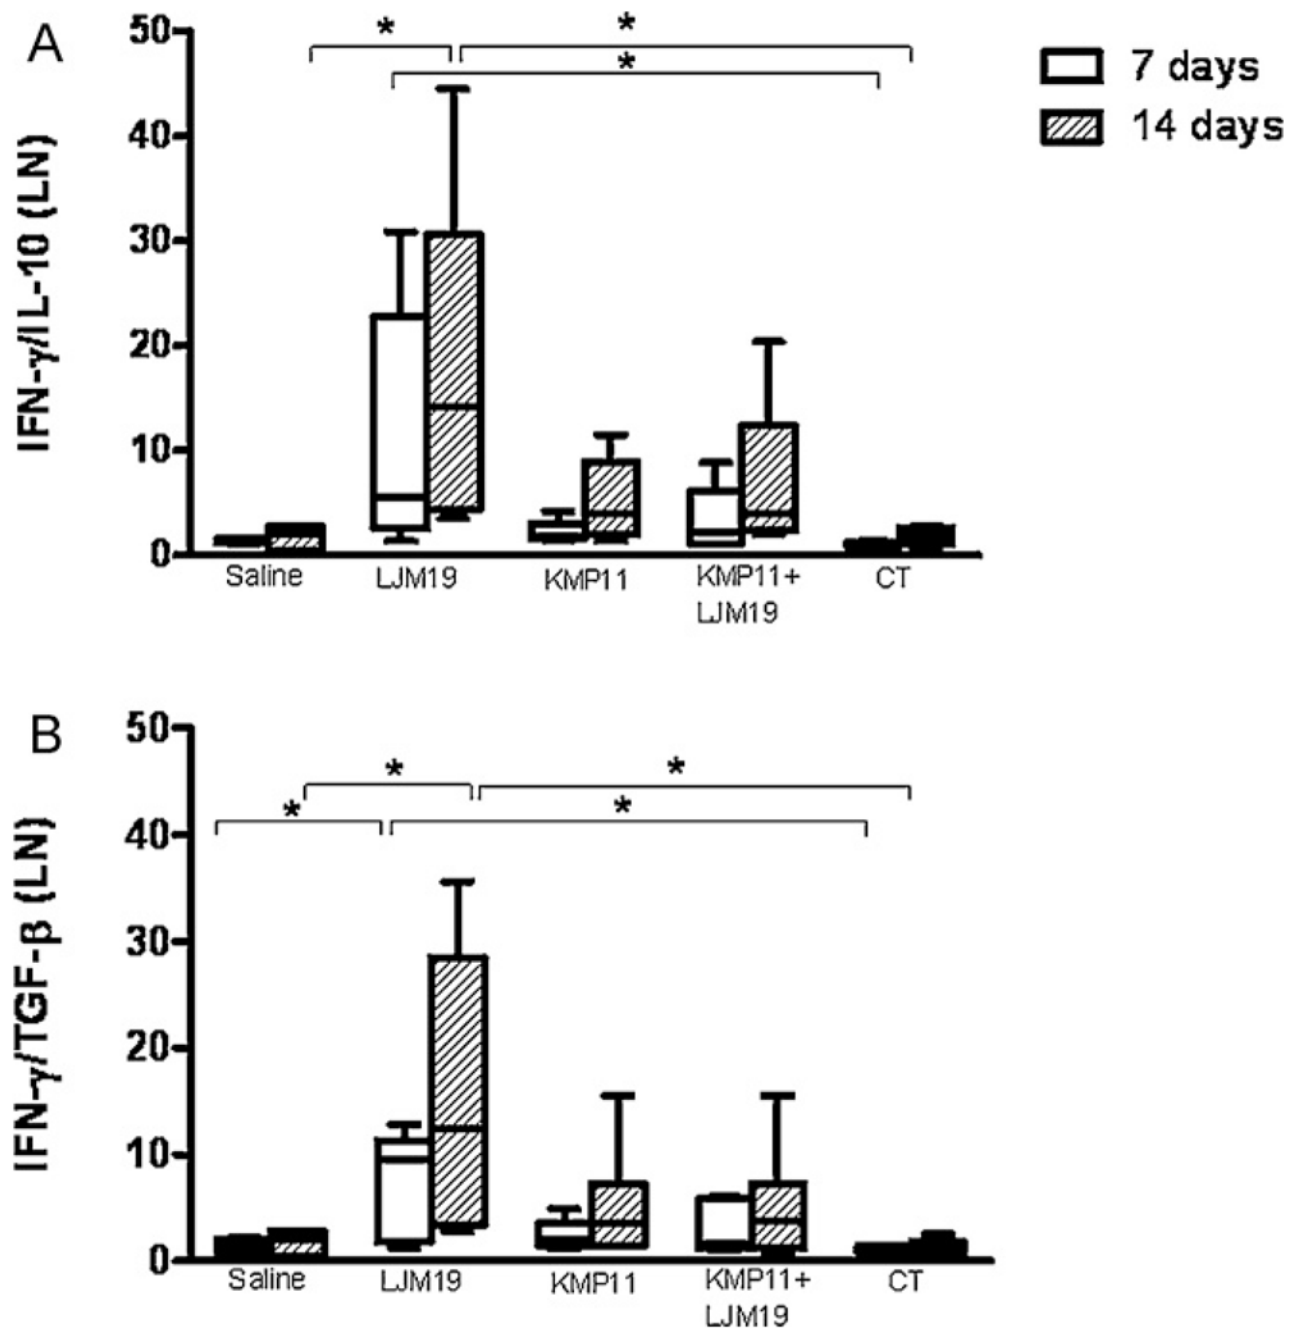 A
50
40
30
20
10
0
IFN-γ/IL-10 (LN)
*
*
*
7 days
14 days
Saline
LJM19
KMP11
KMP11+
LJM19
CT
B
50
40
30
20
10
0
IFN-γ/TGF-β (LN)
*
*
*
*
Saline
LJM19
KMP11
KMP11+
LJM19
CT